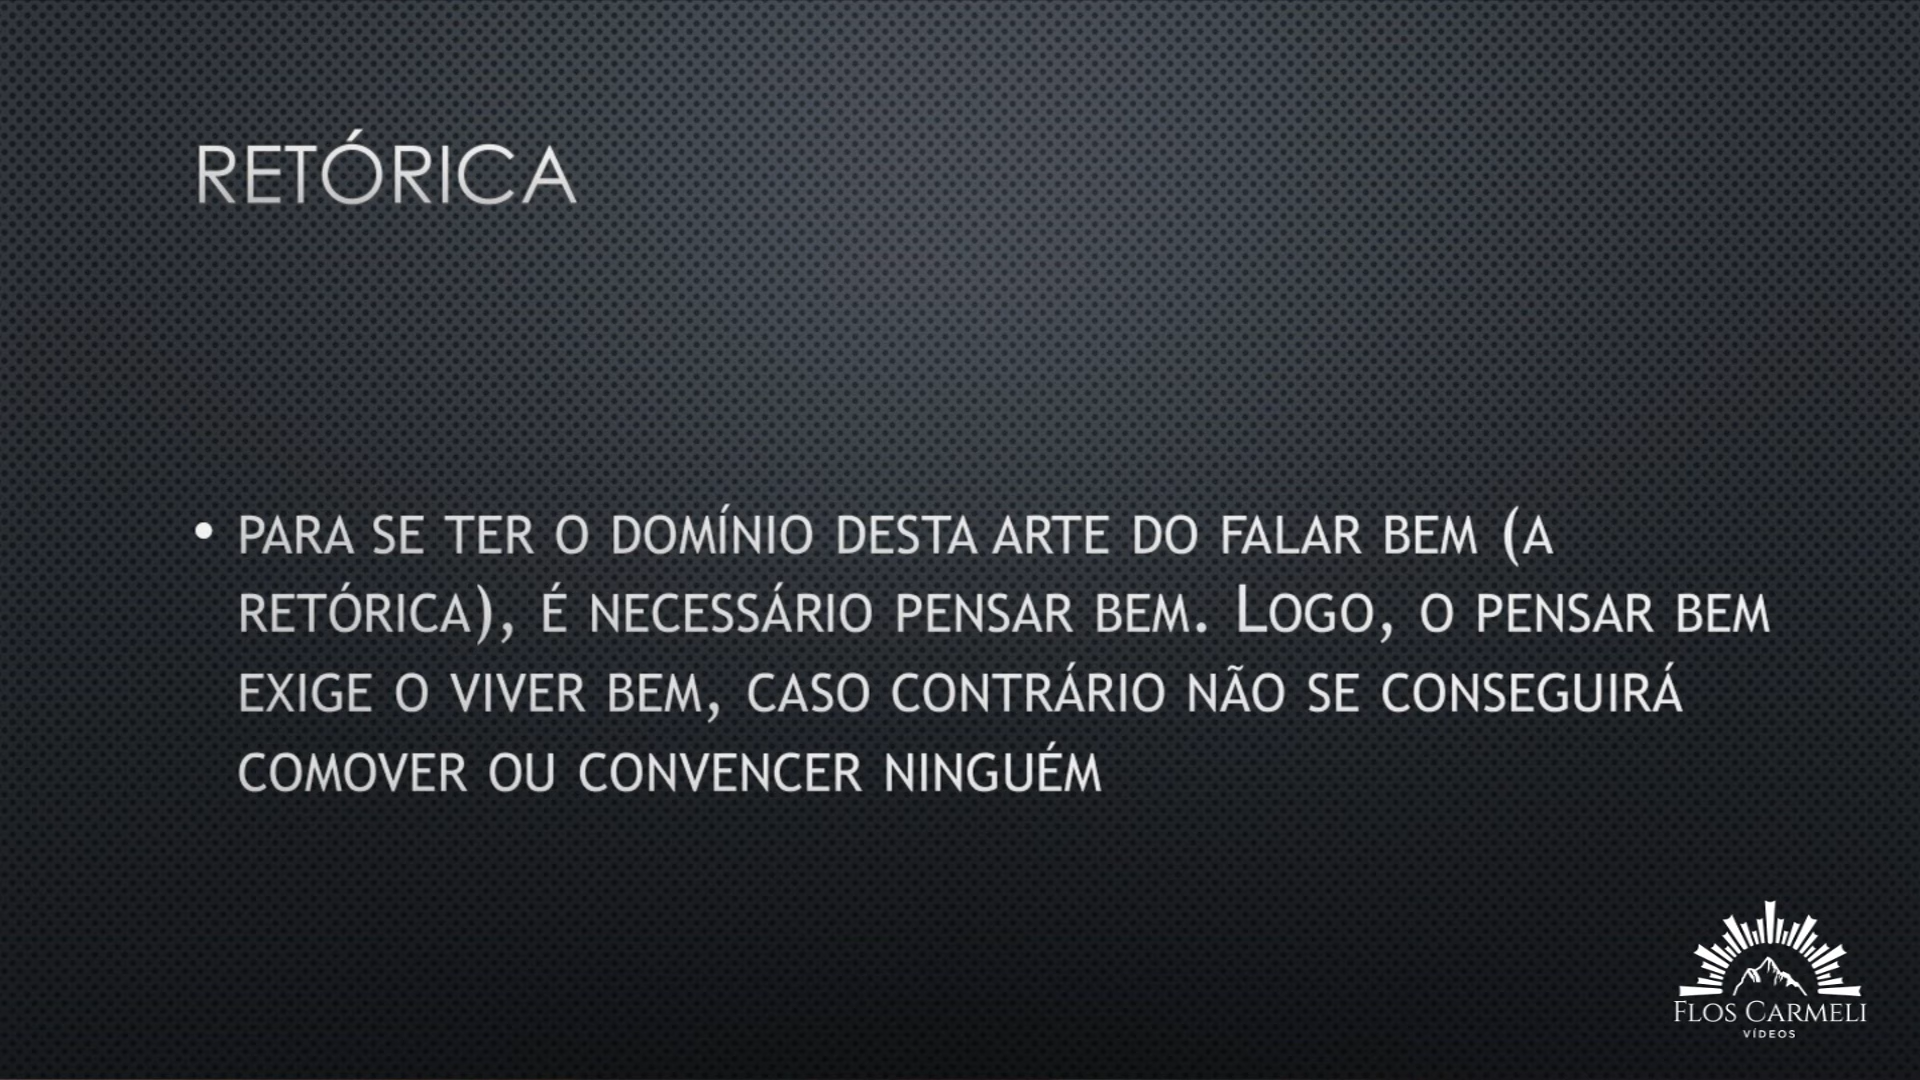 RETÓRICA
• PARA SE TER O DOMÍNIO DESTA ARTE DO FALAR BEM (A
RETÓRICA), É NECESSÁRIO PENSAR BEM. LOGO, O PENSAR BEM
EXIGE O VIVER BEM, CASO CONTRÁRIO NÃO SE CONSEGUIRÁ
COMOVER OU CONVENCER NINGUÉM
FLOS CARMELI
VÍDEOS